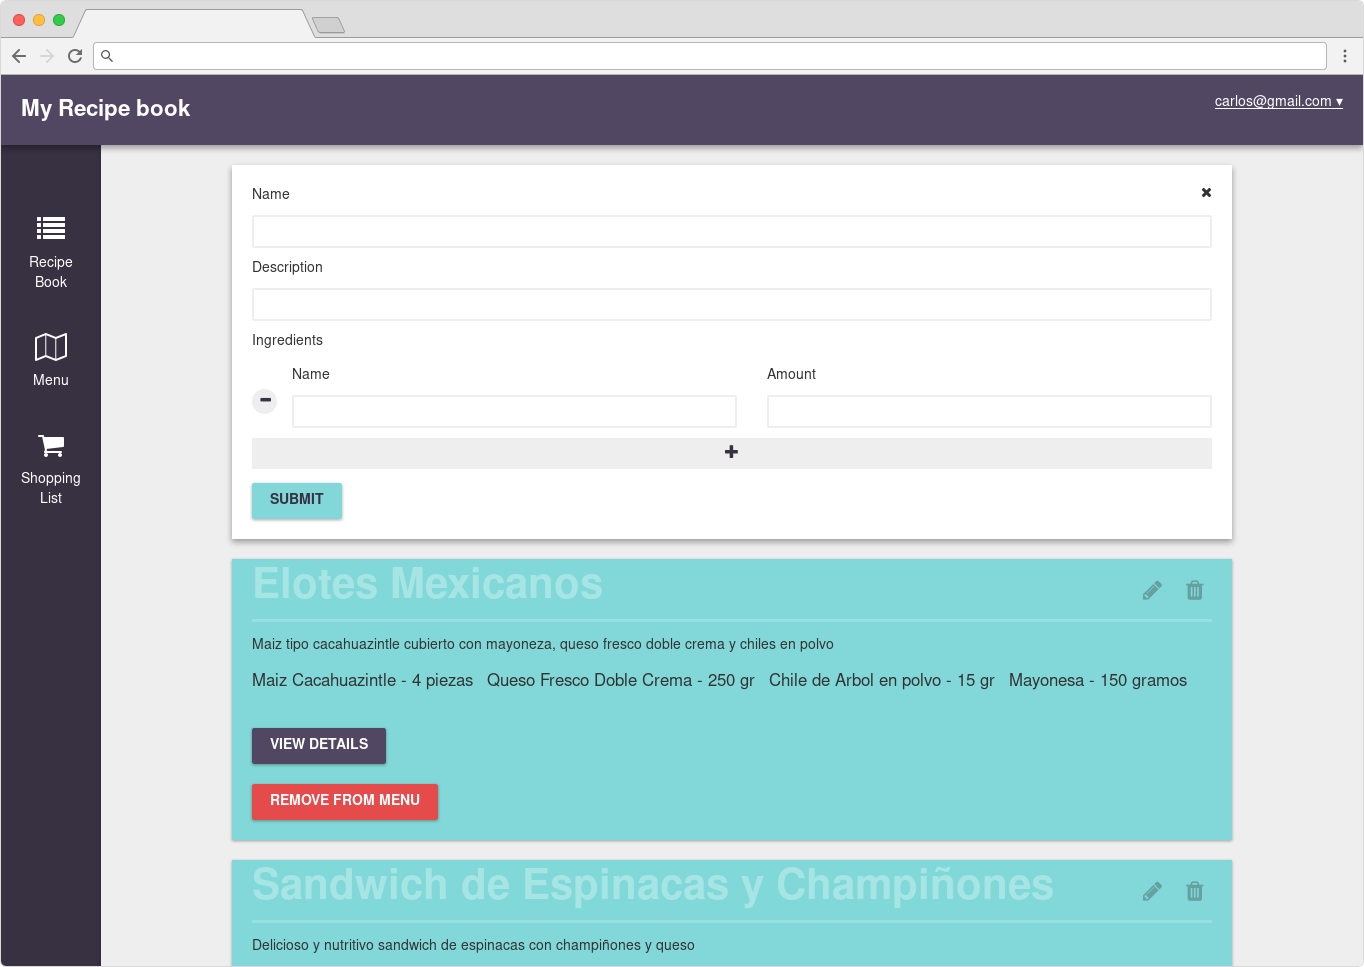 My Recipe book
carlos@gmail.com ▾
Recipe
Book
Menu
Shopping
List
Name
Description
Ingredients
Name Amount
SUBMIT
Elotes Mexicanos
Maiz tipo cacahuazintle cubierto con mayoneza, queso fresco doble crema y chiles en polvo
Maiz Cacahuazintle - 4 piezas Queso Fresco Doble Crema - 250 gr Chile de Arbol en polvo - 15 gr Mayonesa - 150 gramos
VIEW DETAILS
REMOVE FROM MENU
Sandwich de Espinacas y Champiñones
Delicioso y nutritivo sandwich de espinacas con champiñones y queso